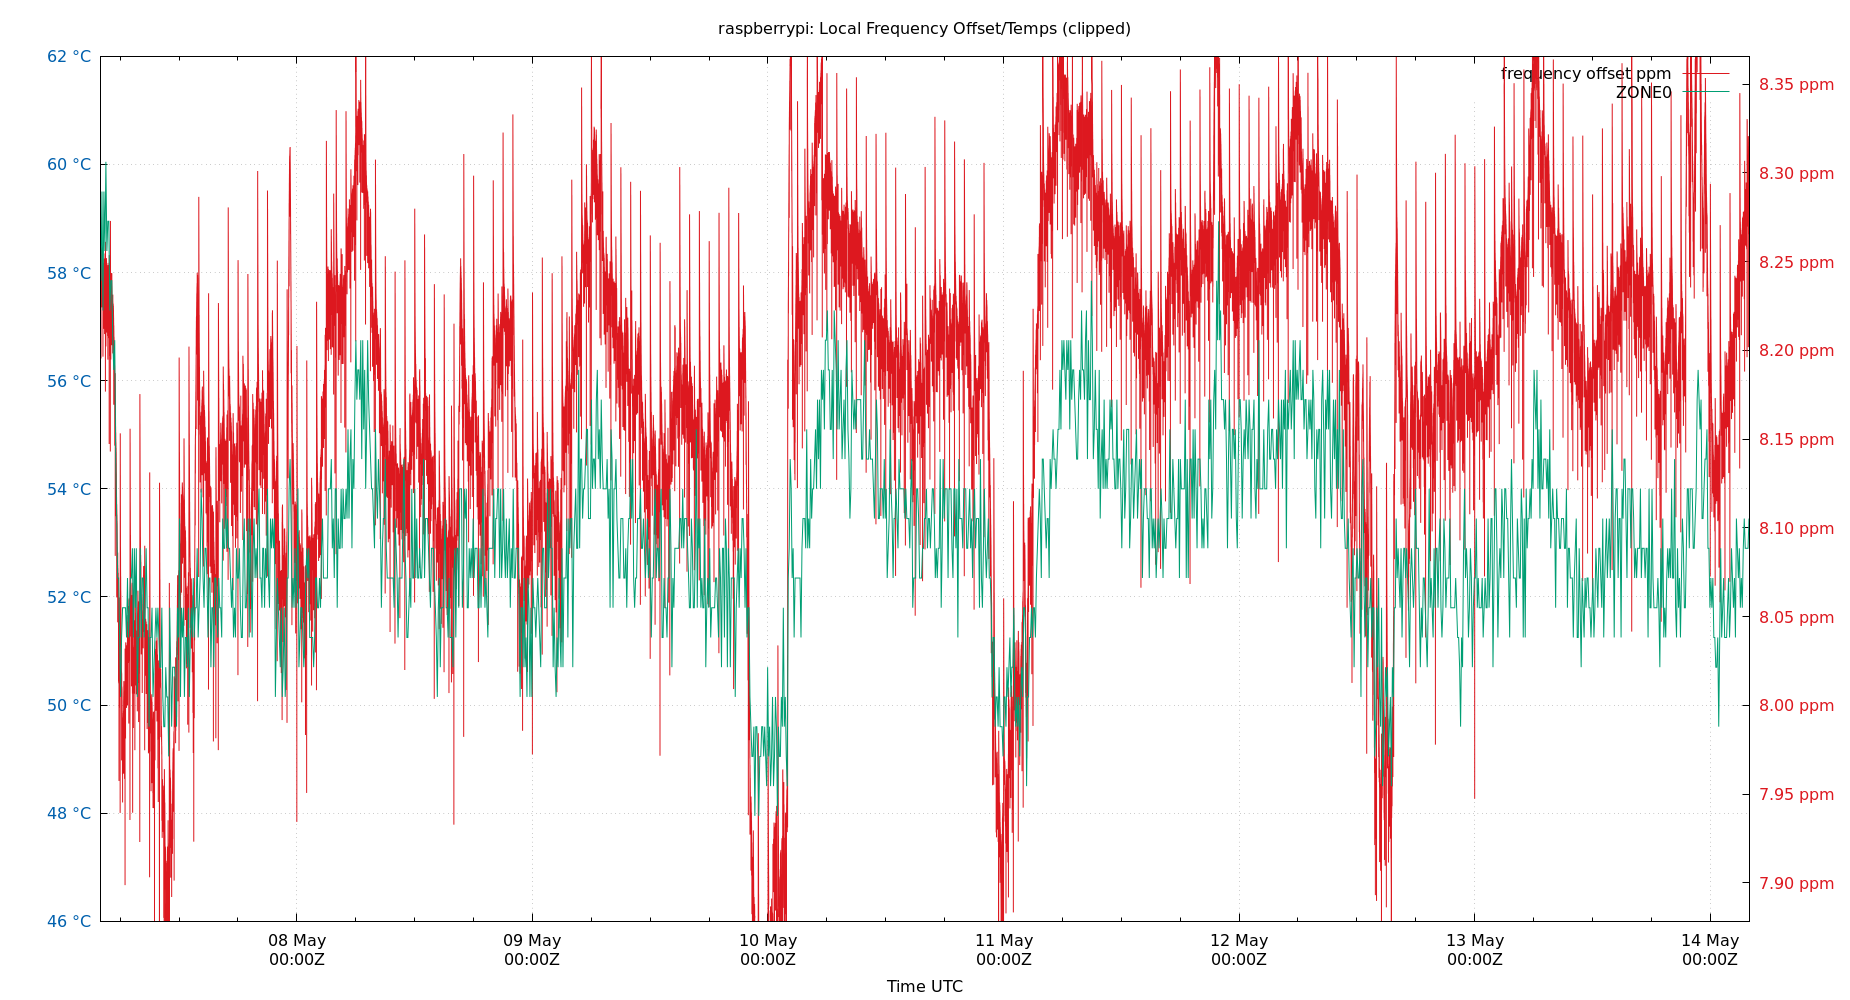 raspberrypi: Local Frequency Offset/Temps (clipped)
62 °C
60 °C
58 °C
56 °C
54 °C
52 °C
50 °C
48 °C
46 °C
frequency offset ppm
ZONE0
8.35 ppm
8.30 ppm
8.25 ppm
8.20 ppm
8.15 ppm
8.10 ppm
8.05 ppm
8.00 ppm
7.95 ppm
7.90 ppm
08 May
00:00Z
09 May
00:00Z
10 May
00:00Z
11 May
00:00Z
12 May
00:00Z
13 May
00:00Z
14 May
00:00Z
Time UTC